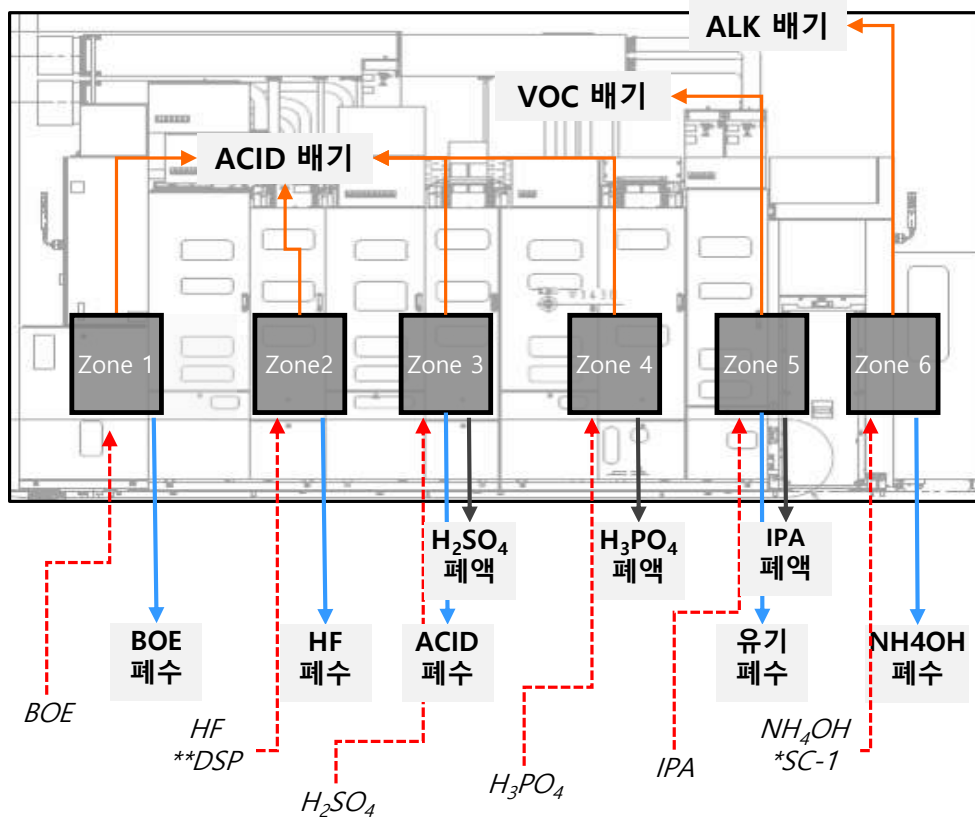 ALK 배기
VOC 배기
ACID 배기
Zone 1
Zone2
Zone 3
Zone 4
Zone 5
Zone 6
H₂SO₄
폐액
H₃PO₄
폐액
IPA
폐액
BOE
폐수
HF
폐수
ACID
폐수
유기
폐수
NH4OH
폐수
BOE
HF
**DSP
H₂SO₄
H₃PO₄
IPA
NH₄OH
*SC-1